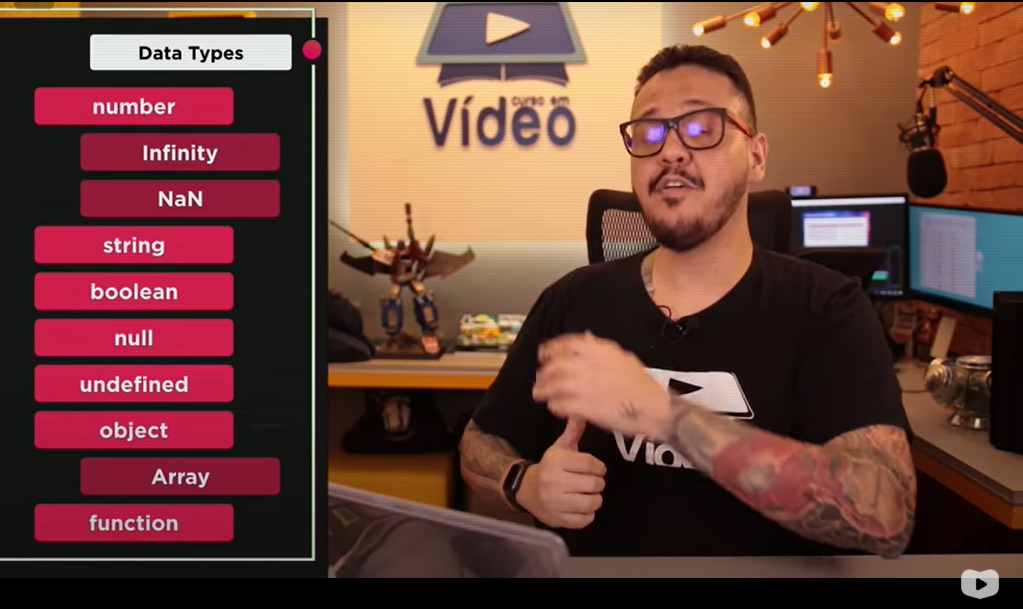 Data Types
number
Infinity
NaN
string
boolean
null
undefined
object
Array
function
curso em
Vídeo